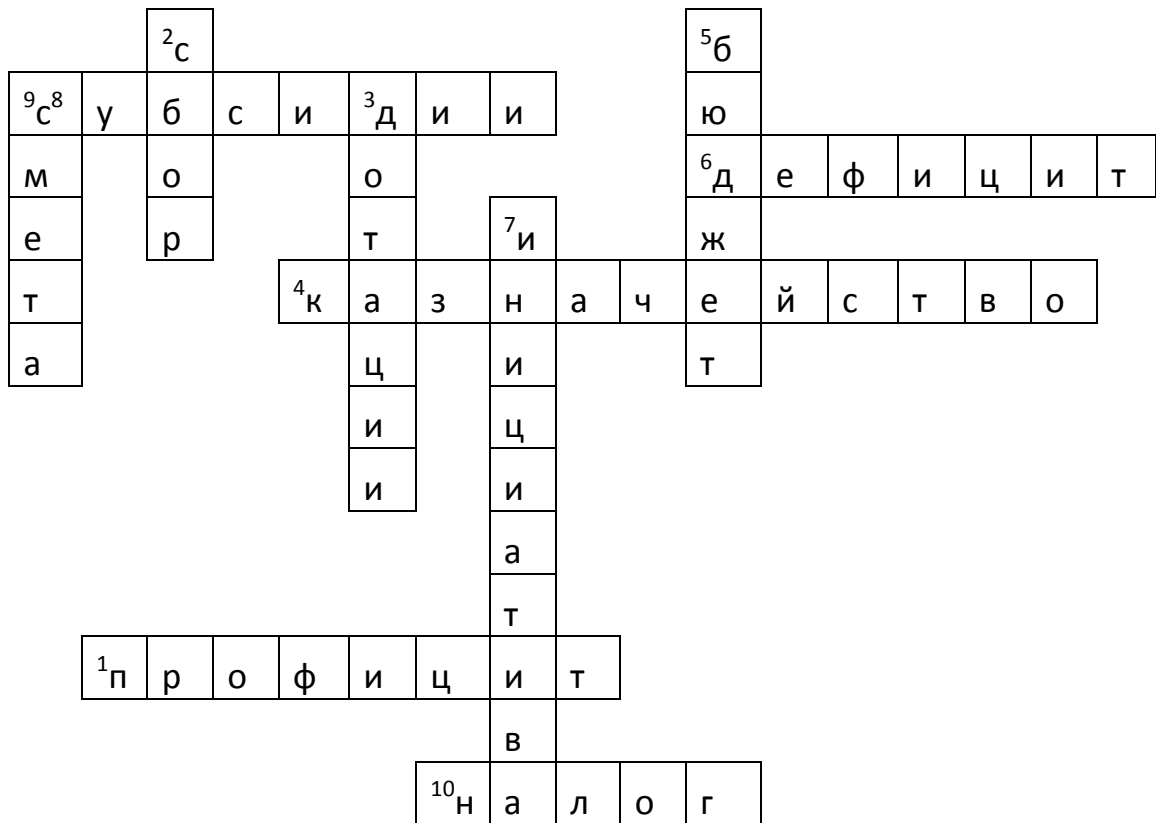 ²с ⁵б
⁹с⁸ у б с и ³д и и ю
м о о ⁶д е ф и ц и т
е р т ⁷и ж
т ⁴к а з н а ч е й с т в о
а ц и т
и ц
и и
а
т
¹п р о ф и ц и т
в
¹⁰н а л о г